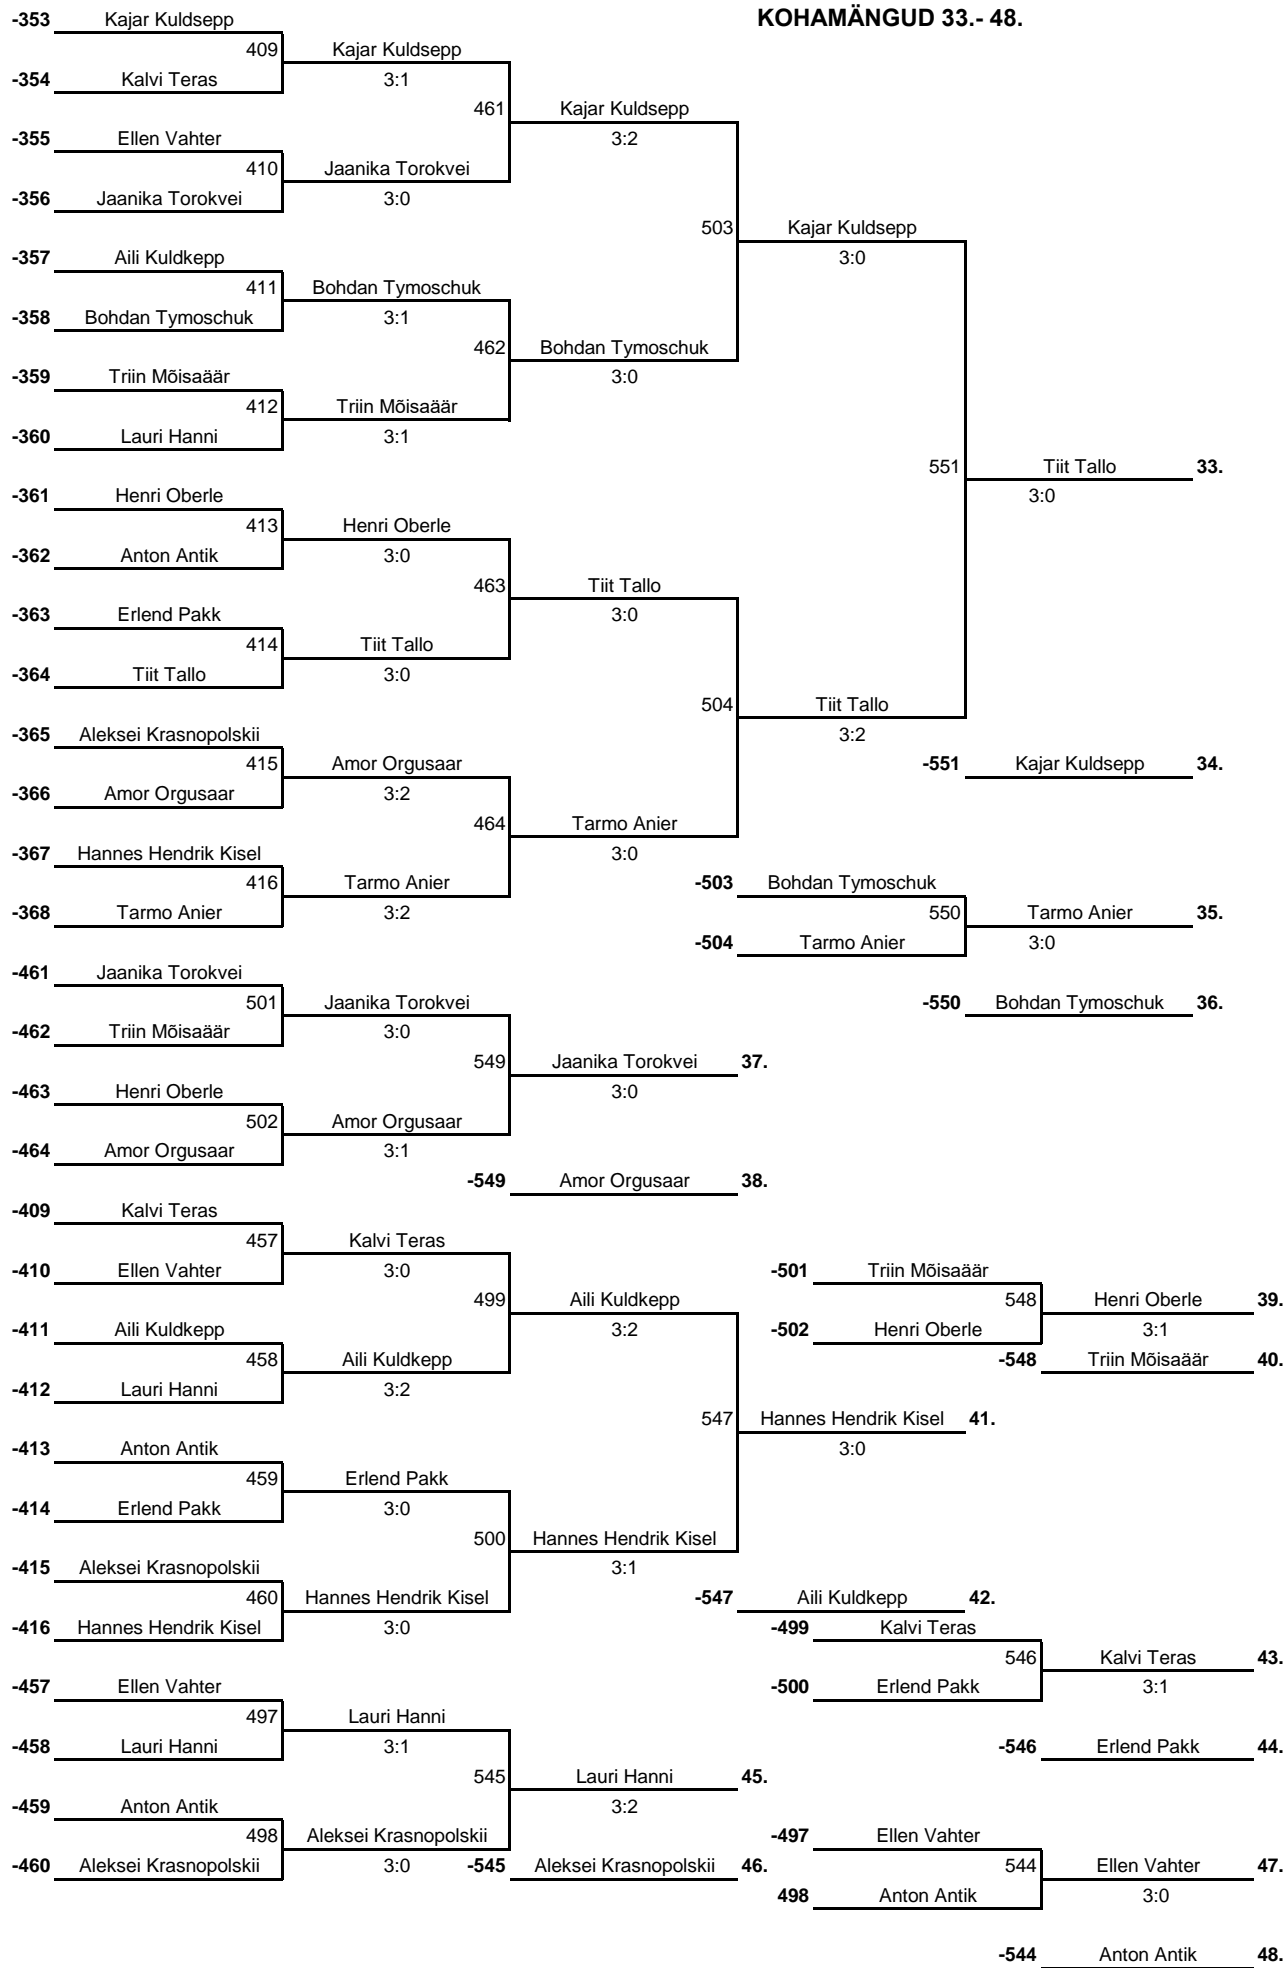 -353 Kajar Kuldsepp KOHAMÄNGUD 33.- 48.
409 Kajar Kuldsepp
-354 Kalvi Teras 3:1
461 Kajar Kuldsepp
-355 Ellen Vahter 3:2
410 Jaanika Torokvei
-356 Jaanika Torokvei 3:0
503 Kajar Kuldsepp
-357 Aili Kuldkepp 3:0
411 Bohdan Tymoschuk
-358 Bohdan Tymoschuk 3:1
462 Bohdan Tymoschuk
-359 Triin Mõisaäär 3:0
412 Triin Mõisaäär
-360 Lauri Hanni 3:1
551 Tiit Tallo 33.
-361 Henri Oberle 3:0
413 Henri Oberle
-362 Anton Antik 3:0
463 Tiit Tallo
-363 Erlend Pakk 3:0
414 Tiit Tallo
-364 Tiit Tallo 3:0
504 Tiit Tallo
-365 Aleksei Krasnopolskii 3:2
415 Amor Orgusaar -551 Kajar Kuldsepp 34.
-366 Amor Orgusaar 3:2
464 Tarmo Anier
-367 Hannes Hendrik Kisel 3:0
416 Tarmo Anier -503 Bohdan Tymoschuk
-368 Tarmo Anier 3:2 550 Tarmo Anier 35.
-504 Tarmo Anier 3:0
-461 Jaanika Torokvei
501 Jaanika Torokvei -550 Bohdan Tymoschuk 36.
-462 Triin Mõisaäär 3:0
549 Jaanika Torokvei 37.
-463 Henri Oberle 3:0
502 Amor Orgusaar
-464 Amor Orgusaar 3:1
-549 Amor Orgusaar 38.
-409 Kalvi Teras
457 Kalvi Teras
-410 Ellen Vahter 3:0 -501 Triin Mõisaäär
499 Aili Kuldkepp 548 Henri Oberle 39.
-411 Aili Kuldkepp 3:2 -502 Henri Oberle 3:1
458 Aili Kuldkepp -548 Triin Mõisaäär 40.
-412 Lauri Hanni 3:2
547 Hannes Hendrik Kisel 41.
-413 Anton Antik 3:0
459 Erlend Pakk
-414 Erlend Pakk 3:0
500 Hannes Hendrik Kisel
-415 Aleksei Krasnopolskii 3:1
460 Hannes Hendrik Kisel -547 Aili Kuldkepp 42.
-416 Hannes Hendrik Kisel 3:0 -499 Kalvi Teras
546 Kalvi Teras 43.
-457 Ellen Vahter -500 Erlend Pakk 3:1
497 Lauri Hanni
-458 Lauri Hanni 3:1 -546 Erlend Pakk 44.
545 Lauri Hanni 45.
-459 Anton Antik 3:2
498 Aleksei Krasnopolskii -497 Ellen Vahter
-460 Aleksei Krasnopolskii 3:0 -545 Aleksei Krasnopolskii 46. 544 Ellen Vahter 47.
498 Anton Antik 3:0
-544 Anton Antik 48.